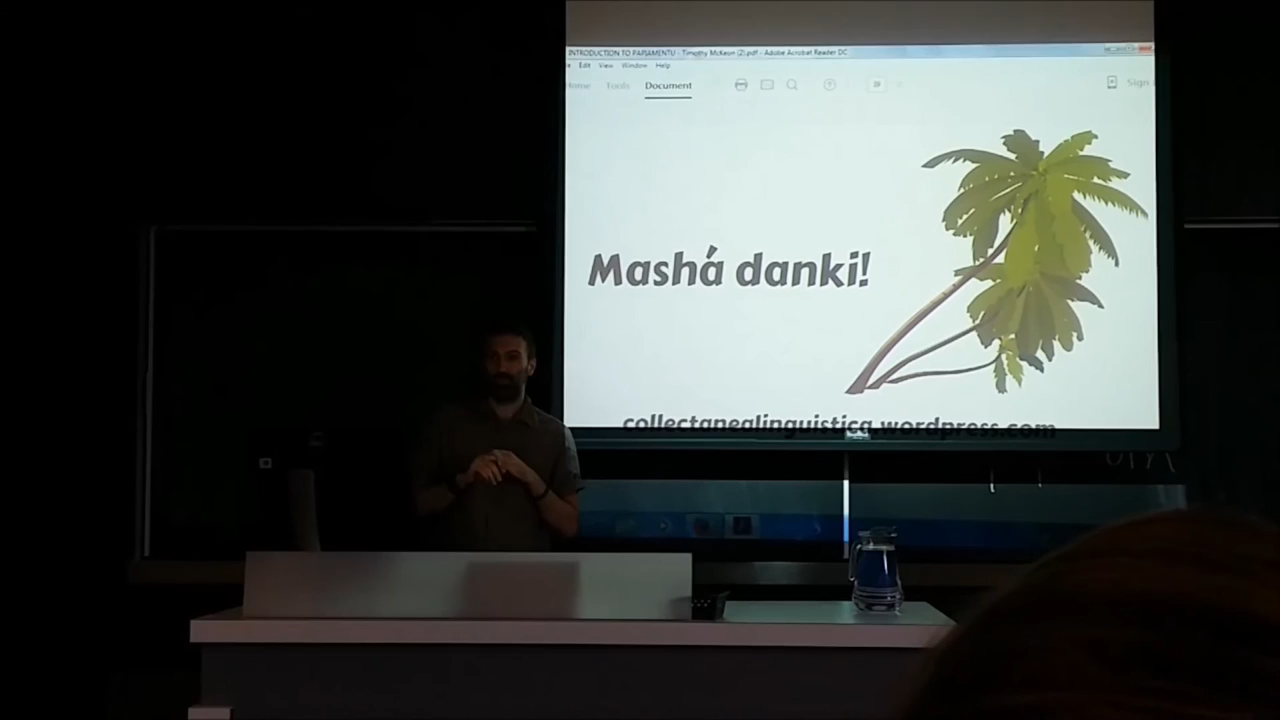 INTRODUCTION TO PAPIAMENTU - Timothy McKeon (2).pdf - Adobe Acrobat Reader DC
Edit View Window Help
Home Tools Document
Sign
Mashá danki!
collectanealinguistica.wordpress.com